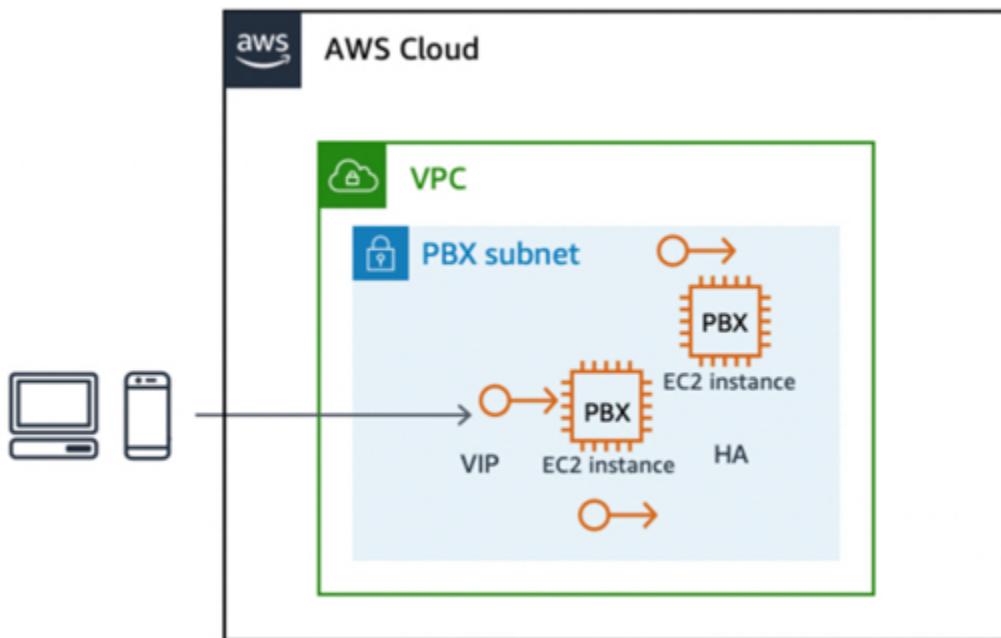 aws
AWS Cloud
VPC
PBX subnet
PBX
EC2 instance
PBX
VIP
EC2 instance
HA